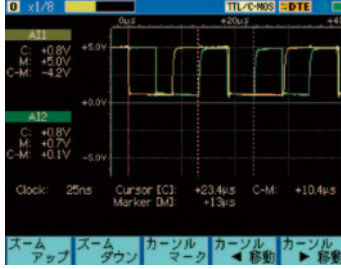 0 x1/8 TTL/C-MOS DTE
0µs +20µs +4
AI1
C: +0.8V
M: +5.0V
C-M: -4.2V
+5.0V
+0.0V
AI2
C: +0.8V
M: +0.7V
C-M: +0.1V
-5.0V
Clock: 25ns Cursor [C]: +23.4µs C-M: +10.4µs
Marker [M]: +13µs
ズーム ズーム カーソル カーソル カーソル
アップ ダウン マーク ◀ 移動 ▶ 移動